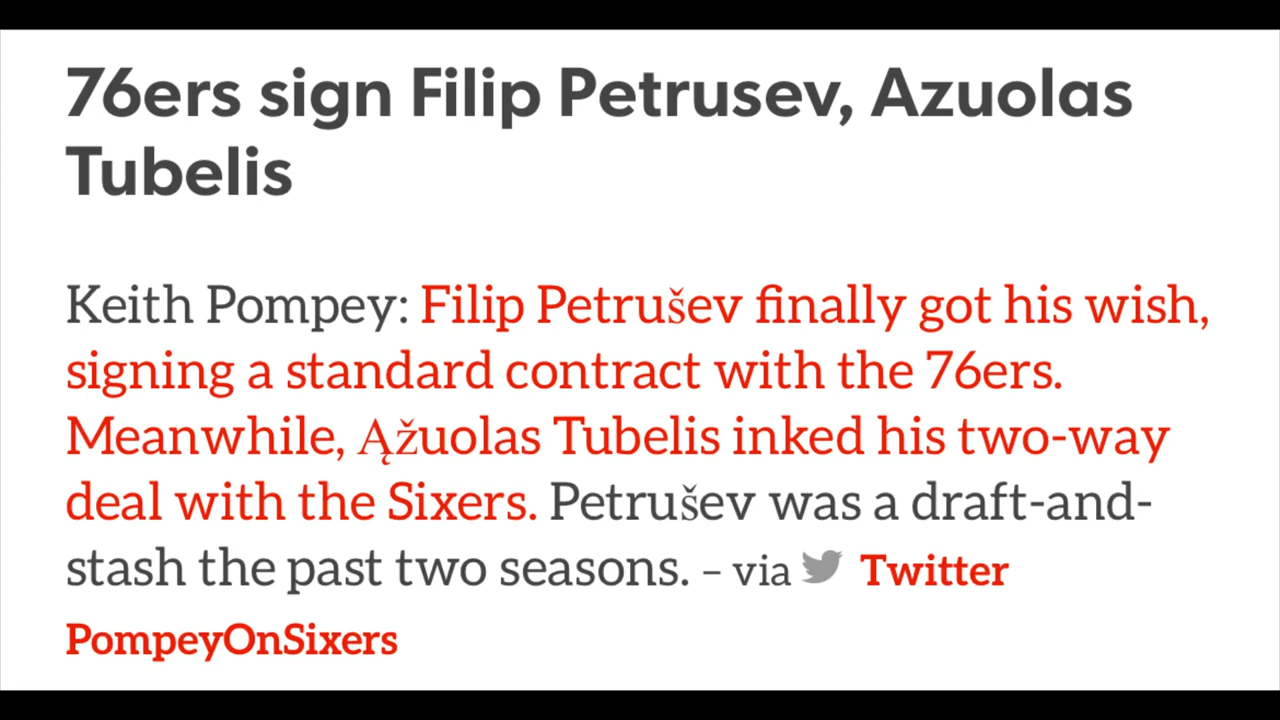 76ers sign Filip Petrusev, Azuolas
Tubelis
Keith Pompey: Filip Petrušev finally got his wish,
signing a standard contract with the 76ers.
Meanwhile, Ąžuolas Tubelis inked his two-way
deal with the Sixers. Petrušev was a draft-and-
stash the past two seasons. – via Twitter
PompeyOnSixers